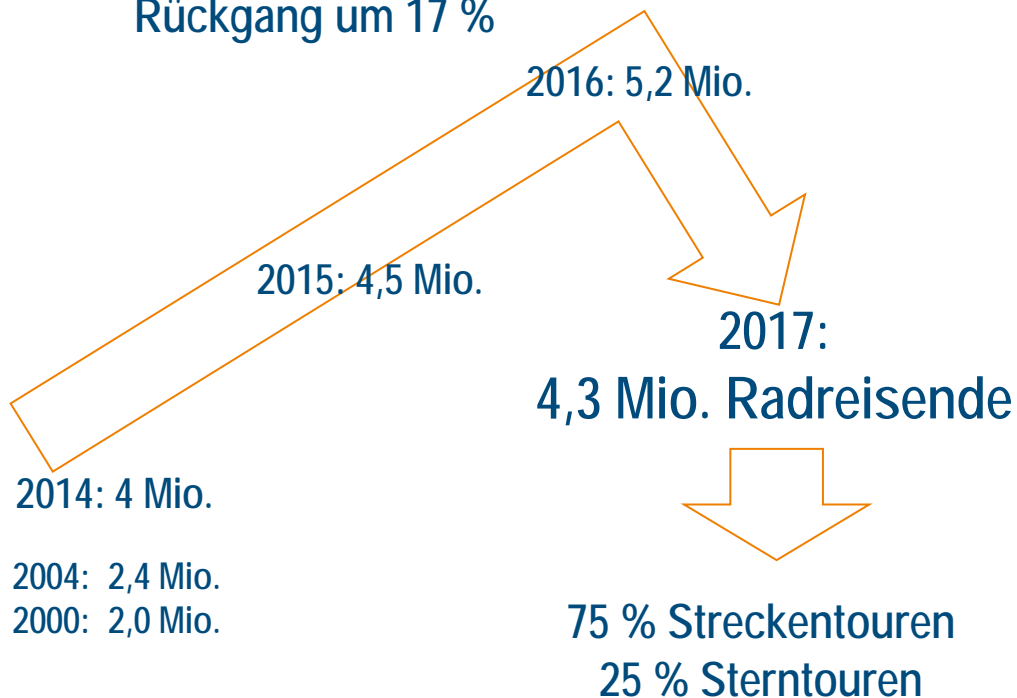 Rückgang um 17 %
2016: 5,2 Mio.
2015: 4,5 Mio.
2017:
4,3 Mio. Radreisende
2014: 4 Mio.
2004: 2,4 Mio.
2000: 2,0 Mio.
75 % Streckentouren
25 % Sterntouren